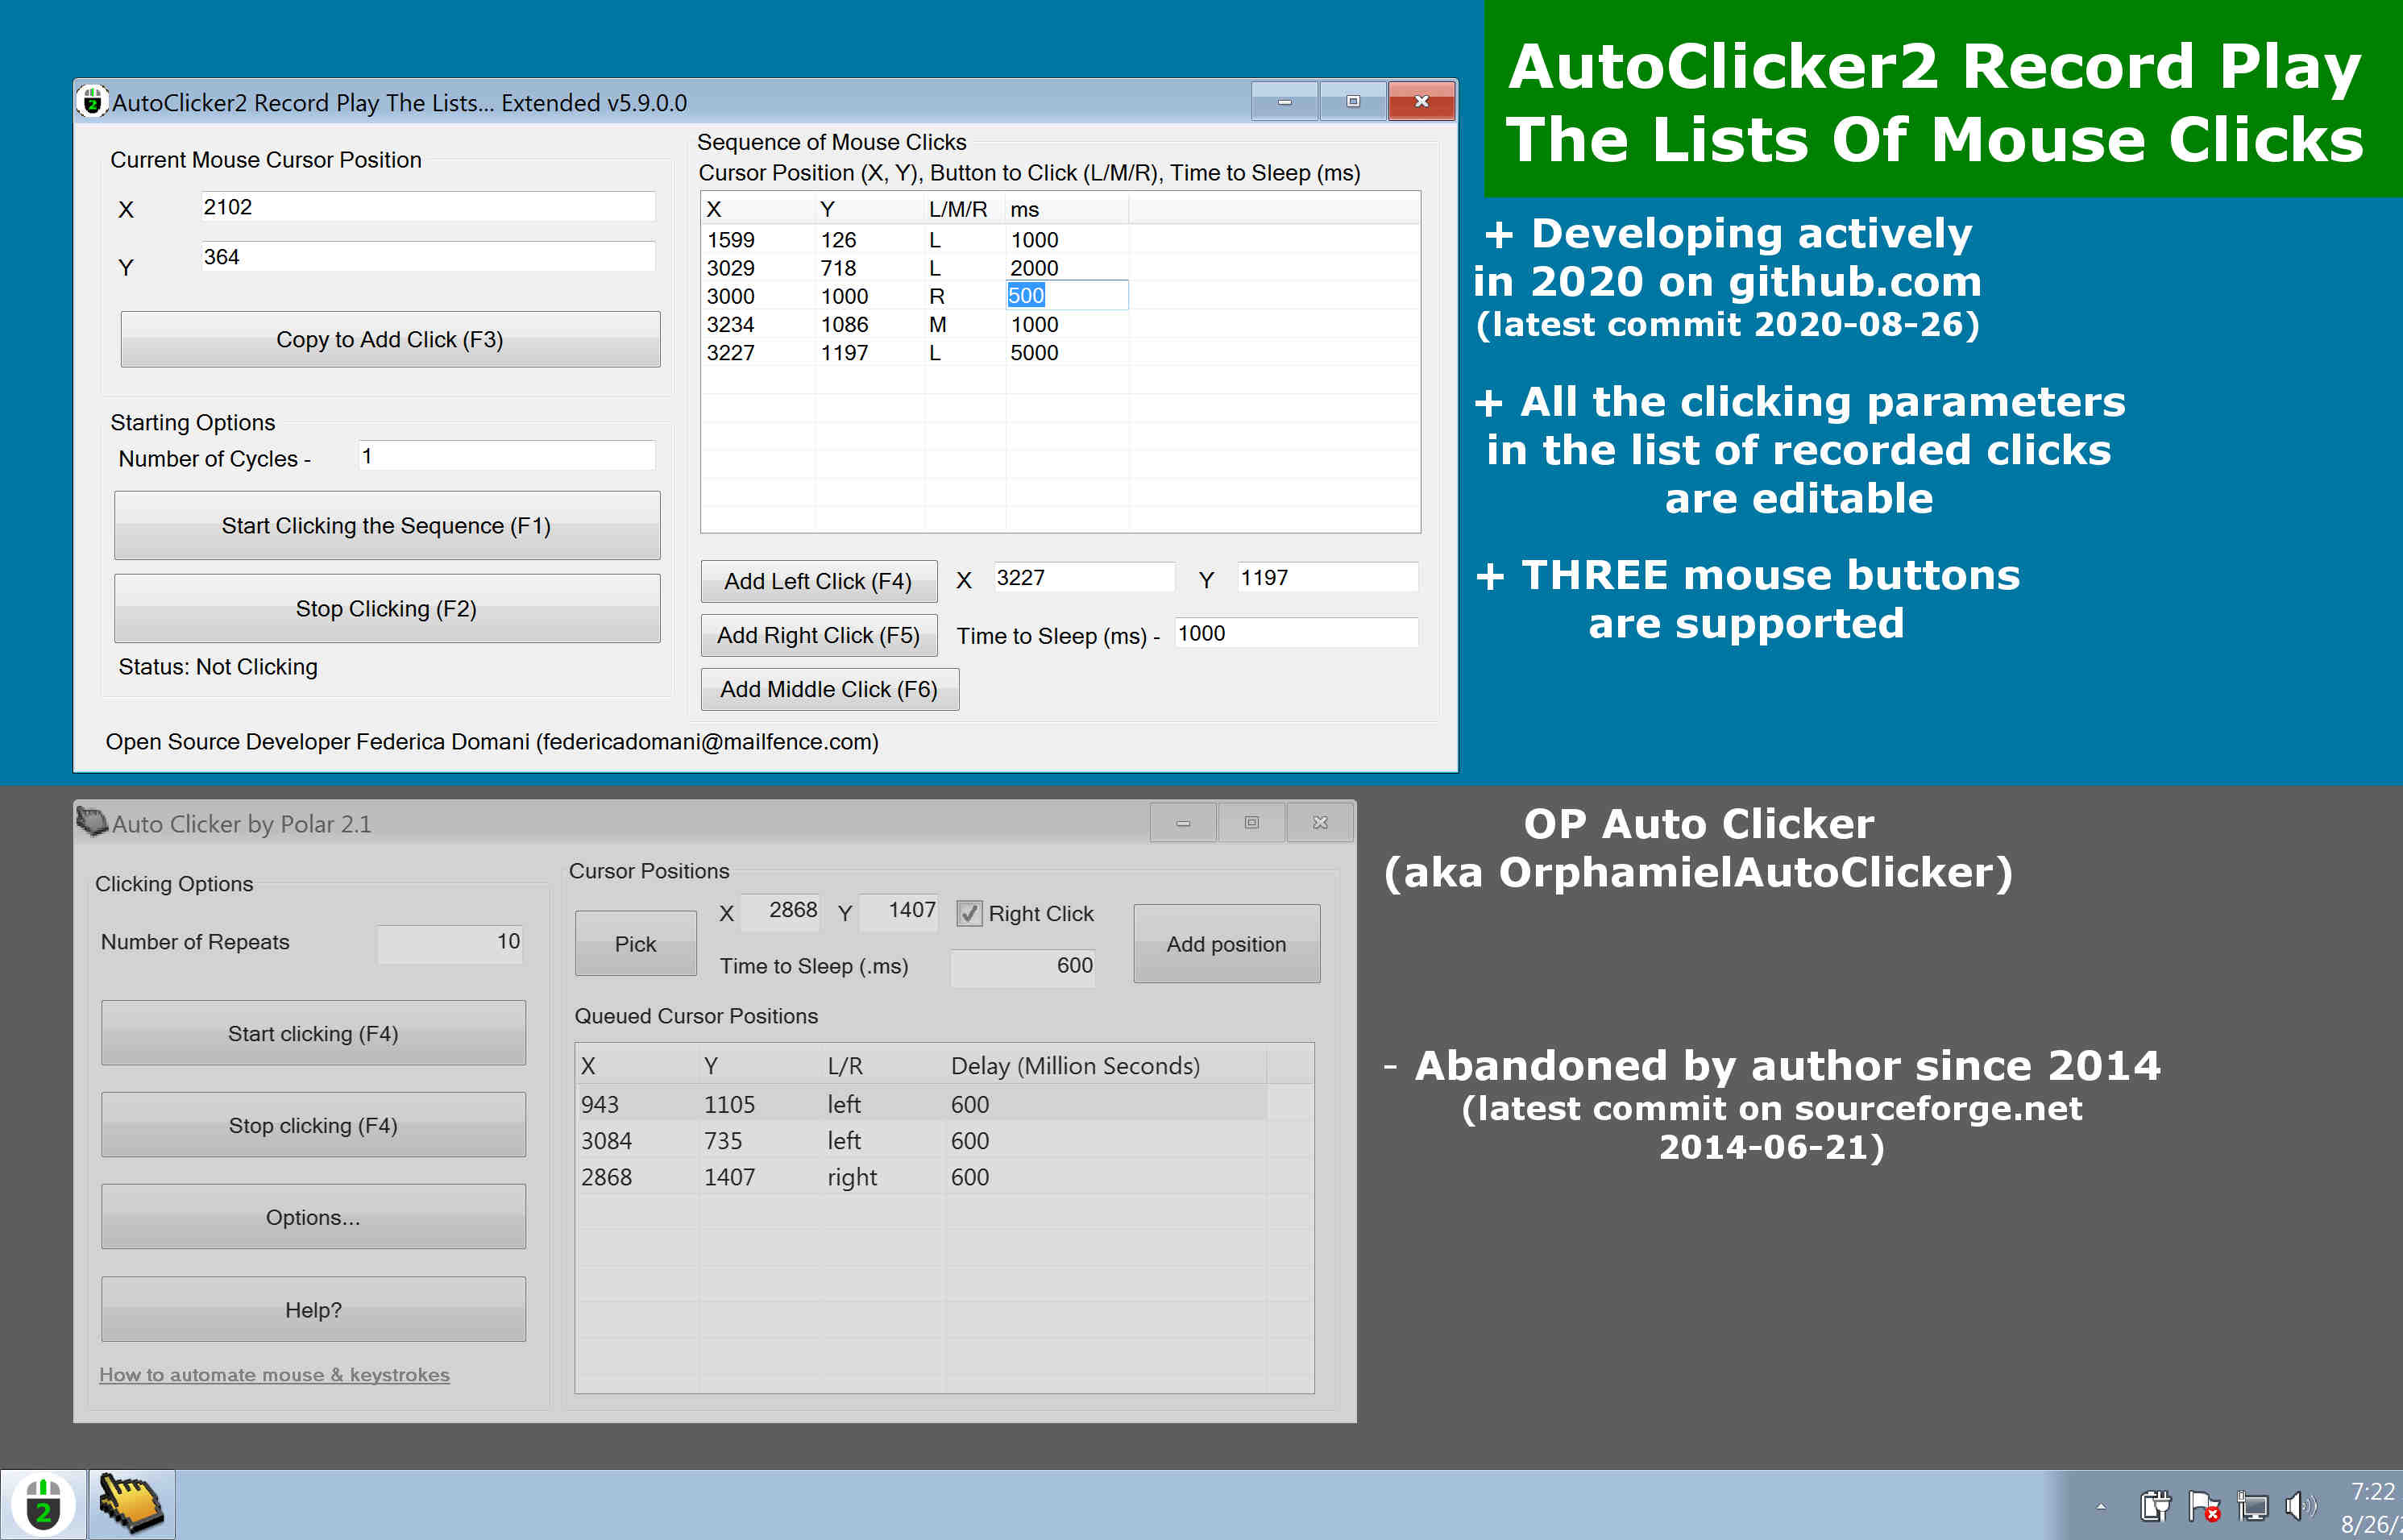 AutoClicker2 Record Play
The Lists Of Mouse Clicks
AutoClicker2 Record Play The Lists... Extended v5.9.0.0
Current Mouse Cursor Position
X 2102
Y 364
Copy to Add Click (F3)
Starting Options
Number of Cycles - 1
Start Clicking the Sequence (F1)
Stop Clicking (F2)
Status: Not Clicking
Sequence of Mouse Clicks
Cursor Position (X, Y), Button to Click (L/M/R), Time to Sleep (ms)
X Y L/M/R ms
1599 126 L 1000
3029 718 L 2000
3000 1000 R 500
3234 1086 M 1000
3227 1197 L 5000
Add Left Click (F4) X 3227 Y 1197
Add Right Click (F5) Time to Sleep (ms) - 1000
Add Middle Click (F6)
Open Source Developer Federica Domani (federicadomani@mailfence.com)
+ Developing actively
in 2020 on github.com
(latest commit 2020-08-26)
+ All the clicking parameters
in the list of recorded clicks
are editable
+ THREE mouse buttons
are supported
Auto Clicker by Polar 2.1
Clicking Options
Number of Repeats 10
Start clicking (F4)
Stop clicking (F4)
Options...
Help?
How to automate mouse & keystrokes
Cursor Positions
Pick X 2868 Y 1407 Right Click
Time to Sleep (.ms) 600
Add position
Queued Cursor Positions
X Y L/R Delay (Million Seconds)
943 1105 left 600
3084 735 left 600
2868 1407 right 600
OP Auto Clicker
(aka OrphamielAutoClicker)
- Abandoned by author since 2014
(latest commit on sourceforge.net
2014-06-21)
2
7:22
8/26/